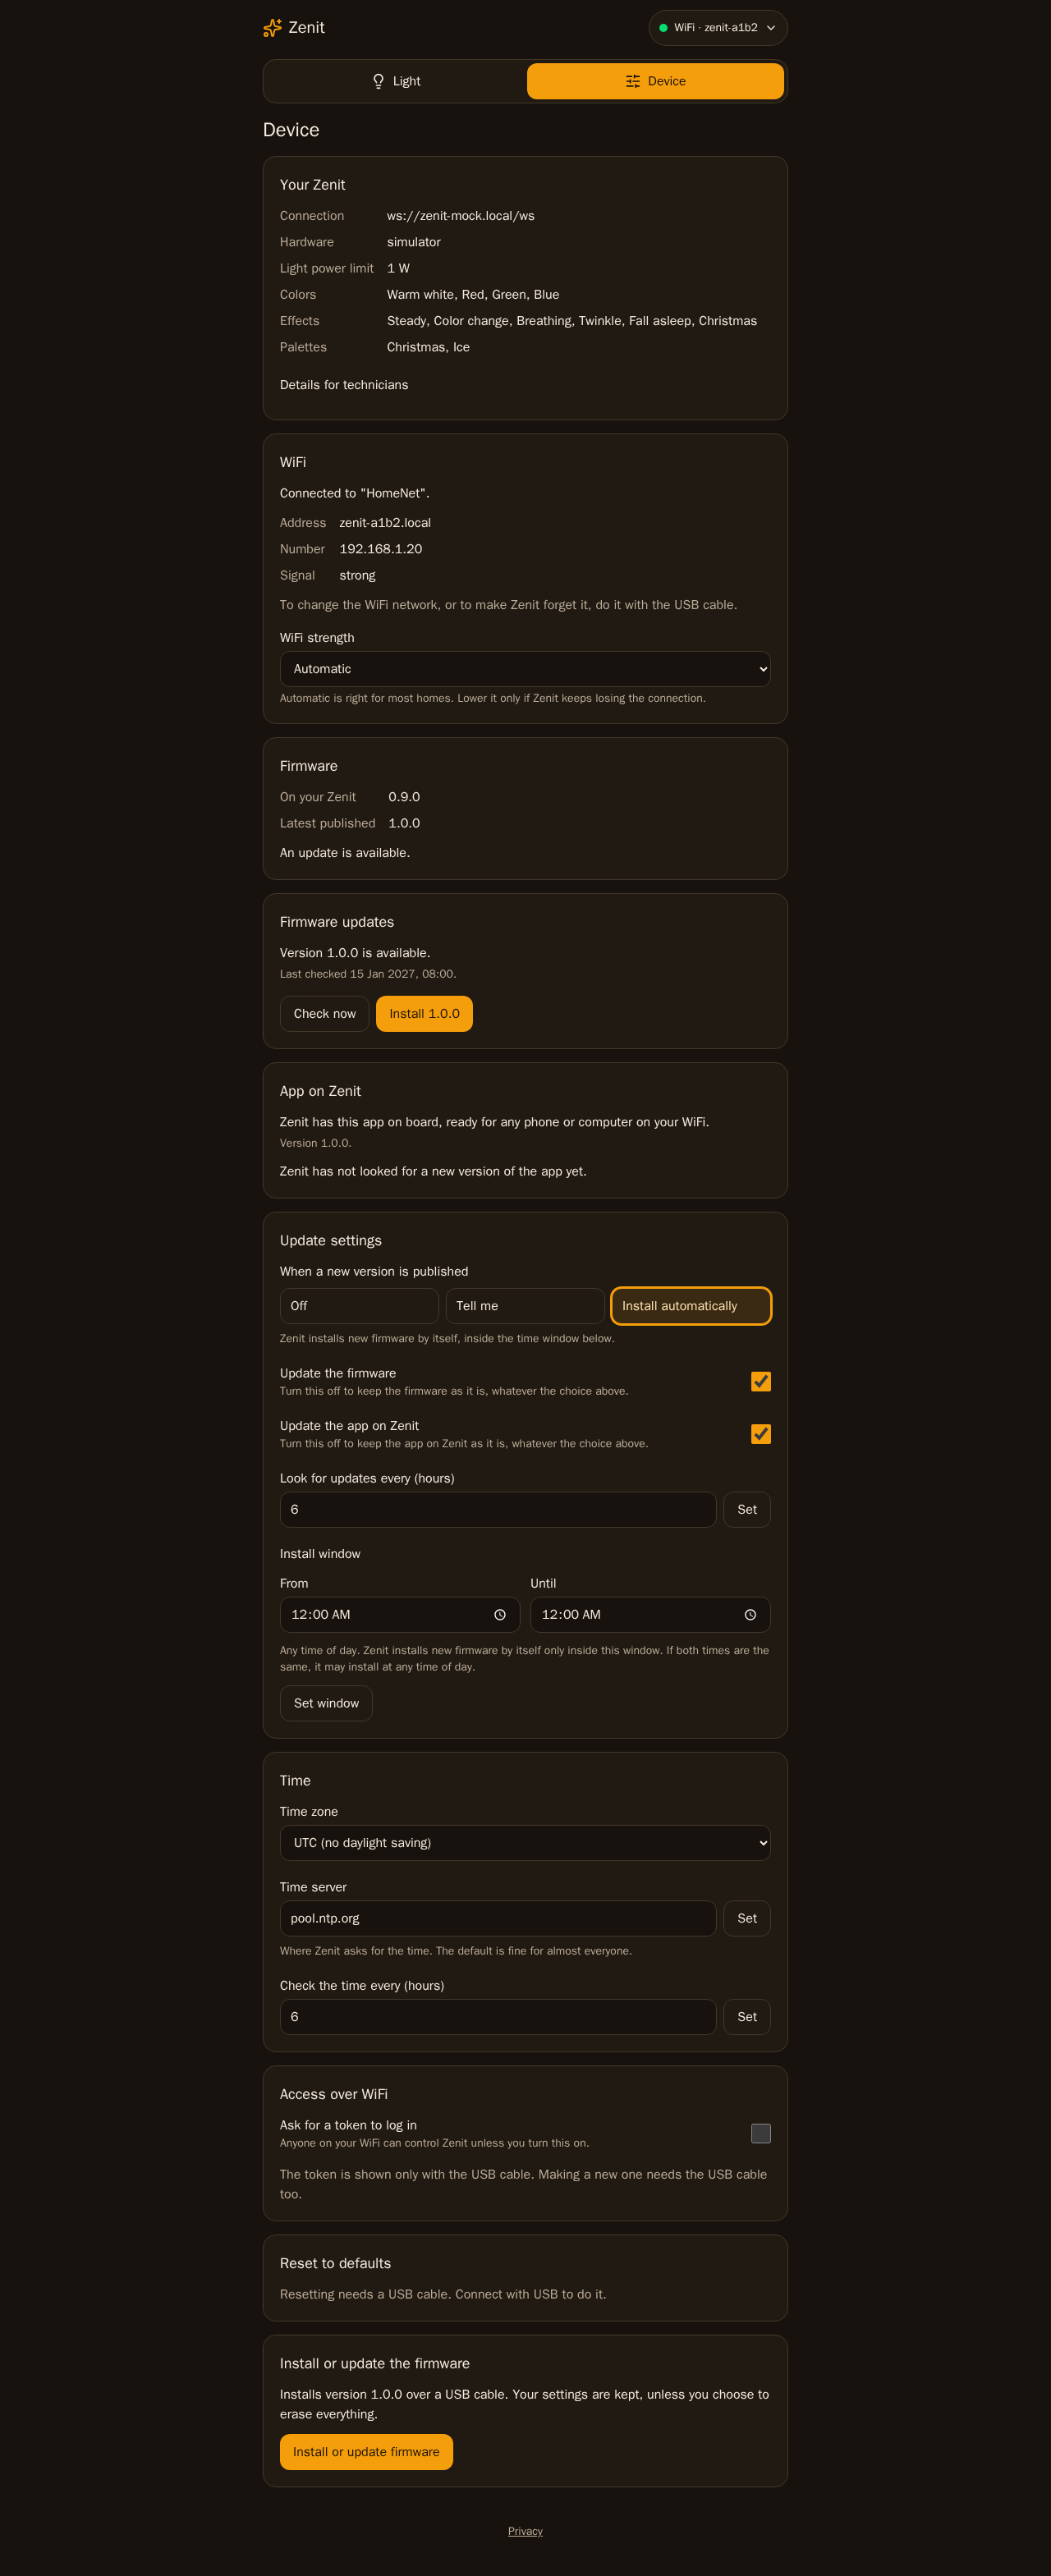 Zenit
WiFi · zenit-a1b2
Light
Device
Device
Your Zenit
Connection ws://zenit-mock.local/ws
Hardware simulator
Light power limit 1 W
Colors Warm white, Red, Green, Blue
Effects Steady, Color change, Breathing, Twinkle, Fall asleep, Christmas
Palettes Christmas, Ice
Details for technicians
WiFi
Connected to "HomeNet".
Address zenit-a1b2.local
Number 192.168.1.20
Signal strong
To change the WiFi network, or to make Zenit forget it, do it with the USB cable.
WiFi strength
Automatic
Automatic is right for most homes. Lower it only if Zenit keeps losing the connection.
Firmware
On your Zenit 0.9.0
Latest published 1.0.0
An update is available.
Firmware updates
Version 1.0.0 is available.
Last checked 15 Jan 2027, 08:00.
Check now Install 1.0.0
App on Zenit
Zenit has this app on board, ready for any phone or computer on your WiFi.
Version 1.0.0.
Zenit has not looked for a new version of the app yet.
Update settings
When a new version is published
Off Tell me Install automatically
Zenit installs new firmware by itself, inside the time window below.
Update the firmware
Turn this off to keep the firmware as it is, whatever the choice above.
Update the app on Zenit
Turn this off to keep the app on Zenit as it is, whatever the choice above.
Look for updates every (hours)
6 Set
Install window
From Until
12:00 AM 12:00 AM
Any time of day. Zenit installs new firmware by itself only inside this window. If both times are the
same, it may install at any time of day.
Set window
Time
Time zone
UTC (no daylight saving)
Time server
pool.ntp.org Set
Where Zenit asks for the time. The default is fine for almost everyone.
Check the time every (hours)
6 Set
Access over WiFi
Ask for a token to log in
Anyone on your WiFi can control Zenit unless you turn this on.
The token is shown only with the USB cable. Making a new one needs the USB cable
too.
Reset to defaults
Resetting needs a USB cable. Connect with USB to do it.
Install or update the firmware
Installs version 1.0.0 over a USB cable. Your settings are kept, unless you choose to
erase everything.
Install or update firmware
Privacy